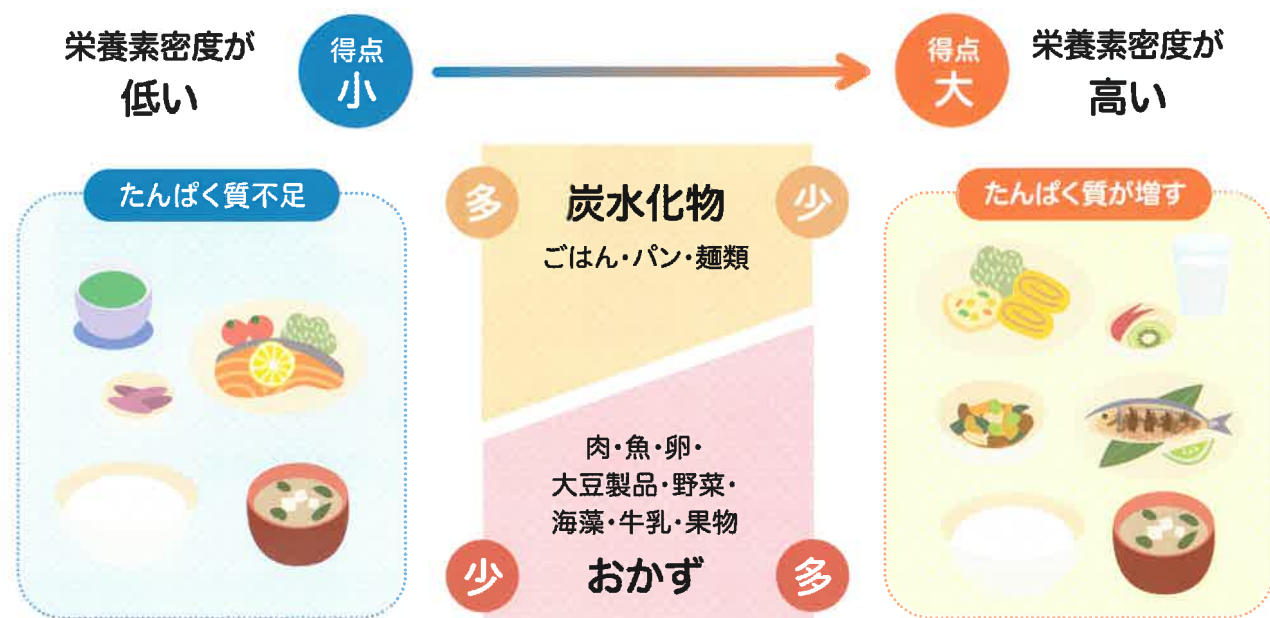 栄養素密度が
低い
得点
小
得点
大
栄養素密度が
高い
たんぱく質不足
多
炭水化物
少
ごはん・パン・麺類
たんぱく質が増す
肉・魚・卵・
大豆製品・野菜・
海藻・牛乳・果物
少
おかず
多